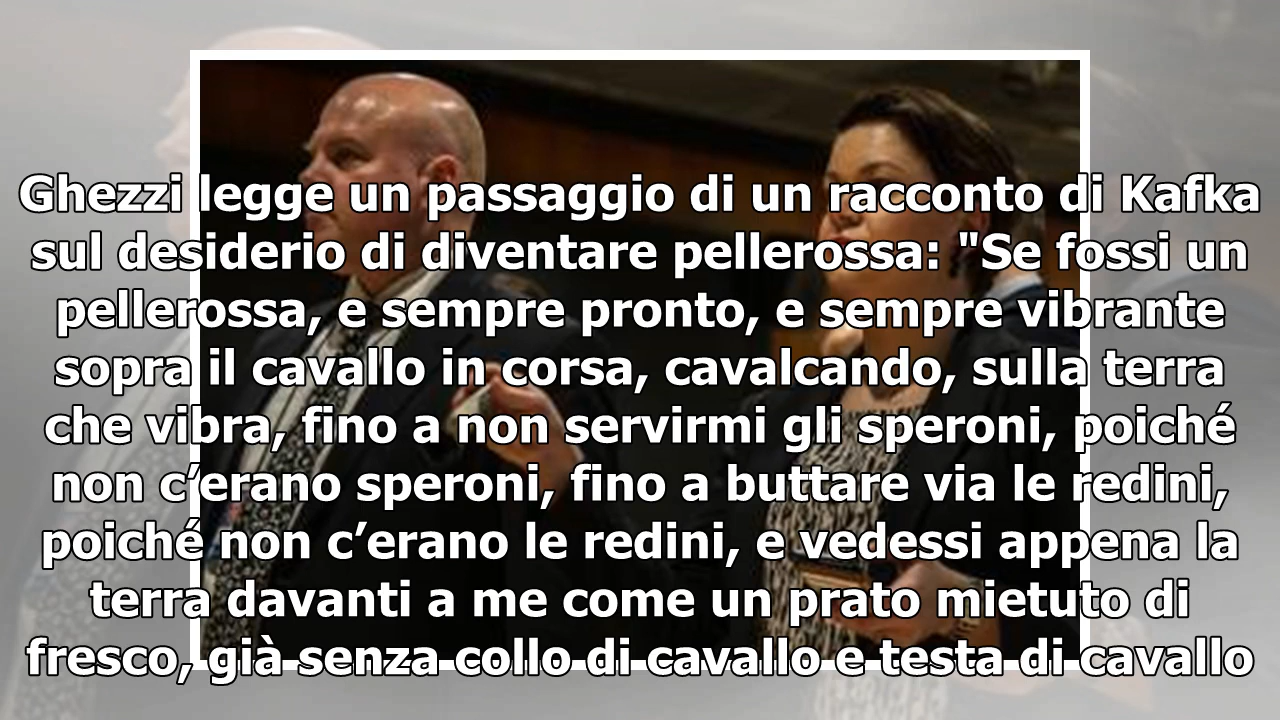 Ghezzi legge un passaggio di un racconto di Kafka
sul desiderio di diventare pellerossa: "Se fossi un
pellerossa, e sempre pronto, e sempre vibrante
sopra il cavallo in corsa, cavalcando, sulla terra
che vibra, fino a non servirmi gli speroni, poiché
non c’erano speroni, fino a buttare via le redini,
poiché non c’erano le redini, e vedessi appena la
terra davanti a me come un prato mietuto di
fresco, già senza collo di cavallo e testa di cavallo